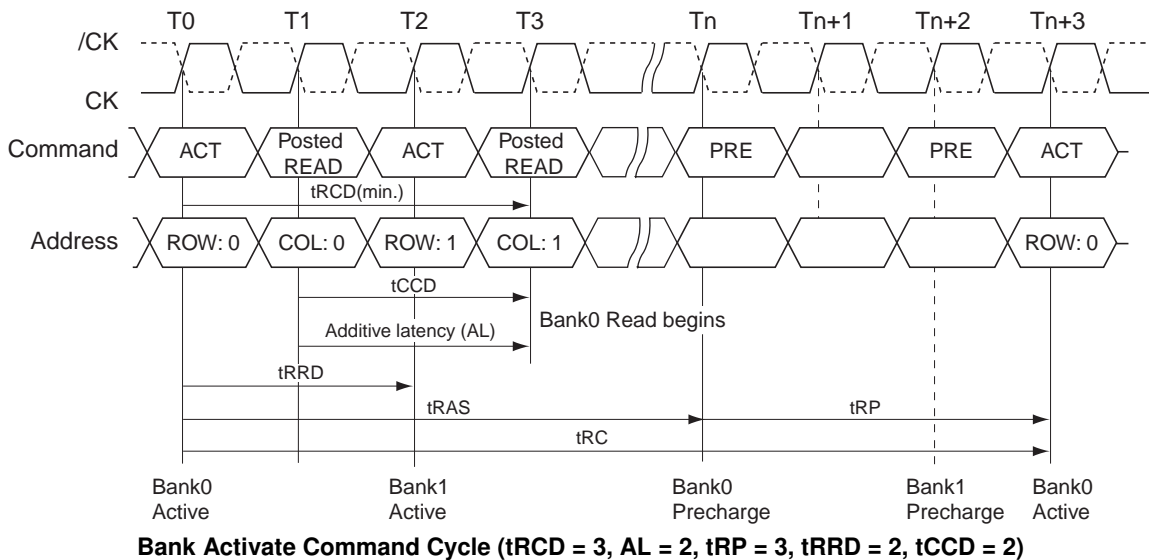 T0 T1 T2 T3 Tn Tn+1 Tn+2 Tn+3
/CK
CK
Command ACT Posted READ ACT Posted READ PRE PRE ACT
tRCD(min.)
Address ROW: 0 COL: 0 ROW: 1 COL: 1 ROW: 0
tCCD
Bank0 Read begins
Additive latency (AL)
tRRD
tRAS tRP
tRC
Bank0 Active Bank1 Active Bank0 Precharge Bank1 Precharge Bank0 Active
Bank Activate Command Cycle (tRCD = 3, AL = 2, tRP = 3, tRRD = 2, tCCD = 2)